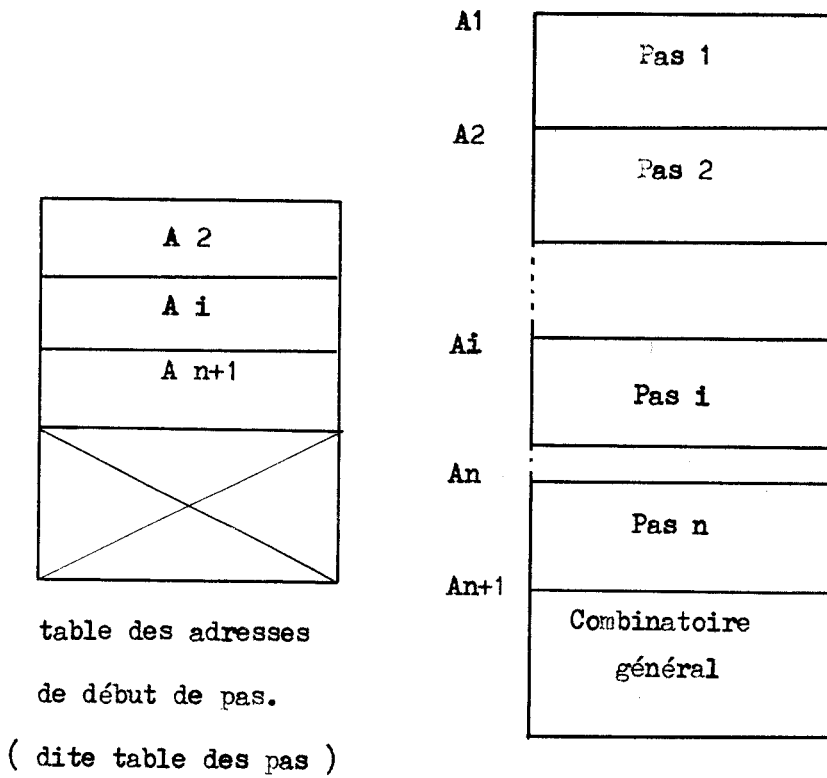 A 2
A i
A n+1
table des adresses
de début de pas.
( dite table des pas )
A1
Pas 1
A2
Pas 2
Ai
Pas i
An
Pas n
An+1
Combinatoire
général